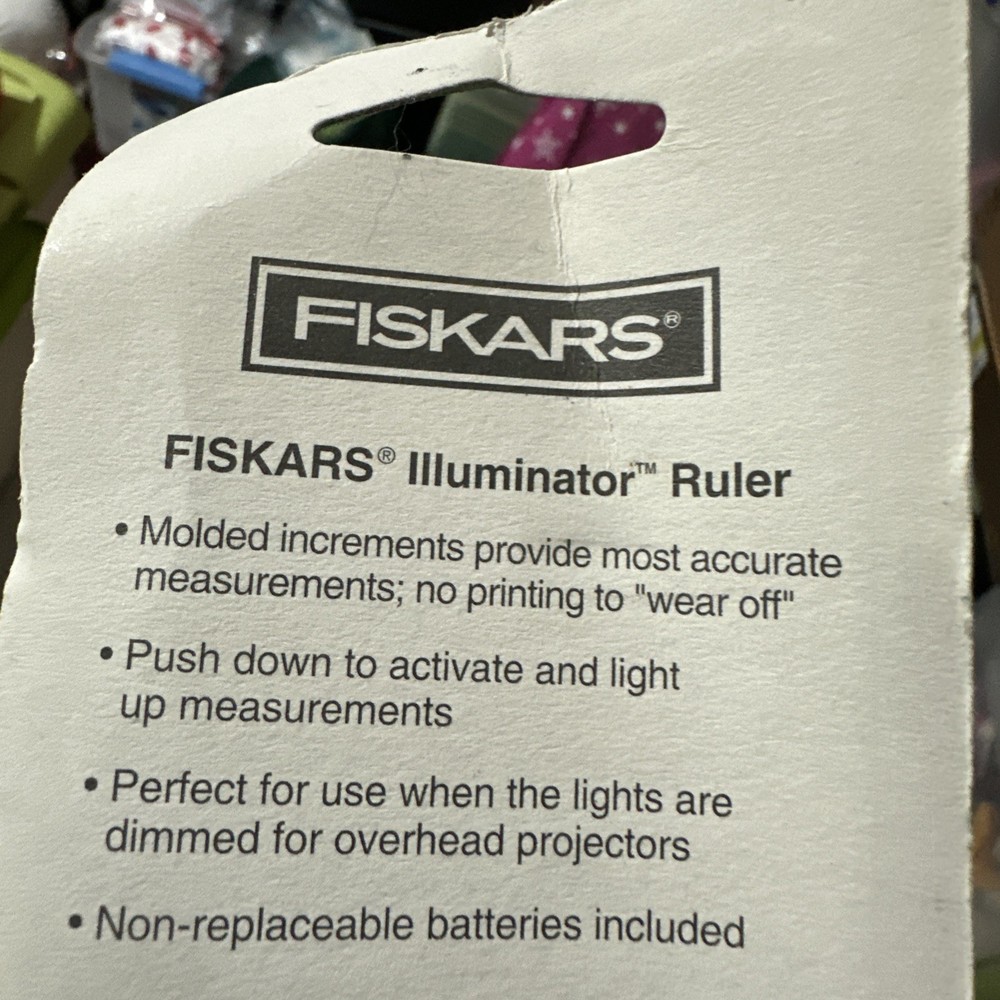 FISKARS®
FISKARS® Illuminator™ Ruler
• Molded increments provide most accurate
measurements; no printing to "wear off"
• Push down to activate and light
up measurements
• Perfect for use when the lights are
dimmed for overhead projectors
• Non-replaceable batteries included